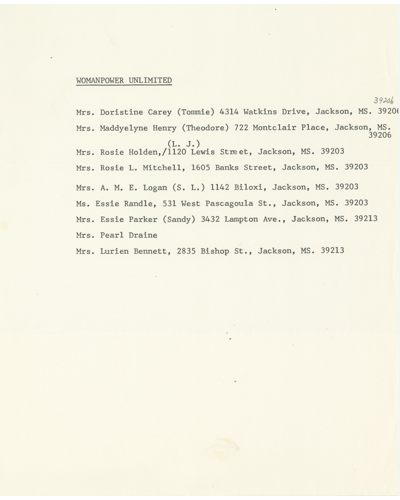 WOMANPOWER UNLIMITED
39206
Mrs. Doristine Carey (Tommie) 4314 Watkins Drive, Jackson, MS. 39206
Mrs. Maddyelyne Henry (Theodore) 722 Montclair Place, Jackson, MS.
39206
(L. J.)
Mrs. Rosie Holden,/1120 Lewis Street, Jackson, MS. 39203
Mrs. Rosie L. Mitchell, 1605 Banks Street, Jackson, MS. 39203
Mrs. A. M. E. Logan (S. L.) 1142 Biloxi, Jackson, MS. 39203
Ms. Essie Randle, 531 West Pascagoula St., Jackson, MS. 39203
Mrs. Essie Parker (Sandy) 3432 Lampton Ave., Jackson, MS. 39213
Mrs. Pearl Draine
Mrs. Lurien Bennett, 2835 Bishop St., Jackson, MS. 39213